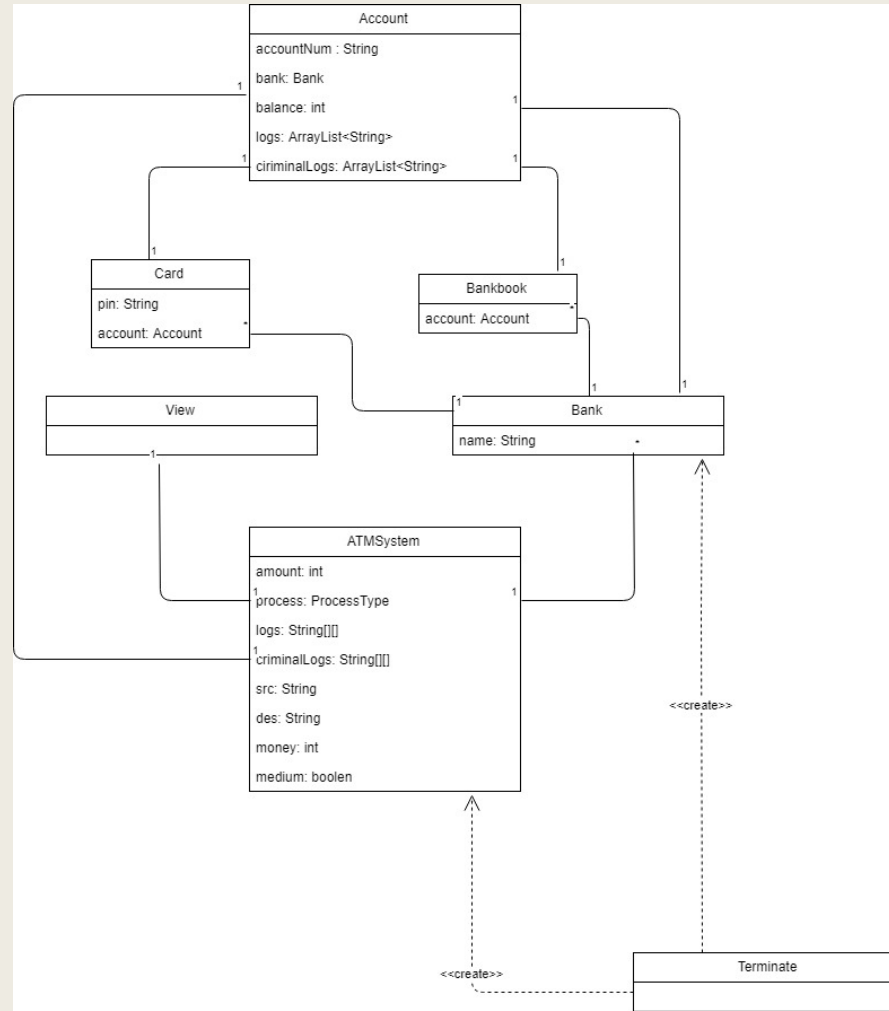 Account
accountNum : String
bank: Bank
1
balance: int
1
1
logs: ArrayList<String>
ciriminalLogs: ArrayList<String>
1
1
1
1
Card
pin: String
account: Account
*
Bankbook
*
account: Account
1
1
View
1
1
Bank
name: String
*
ATMSystem
amount: int
1
process: ProcessType
1
logs: String[][]
1
criminalLogs: String[][]
src: String
des: String
money: int
medium: boolen
<<create>>
<<create>>
Terminate